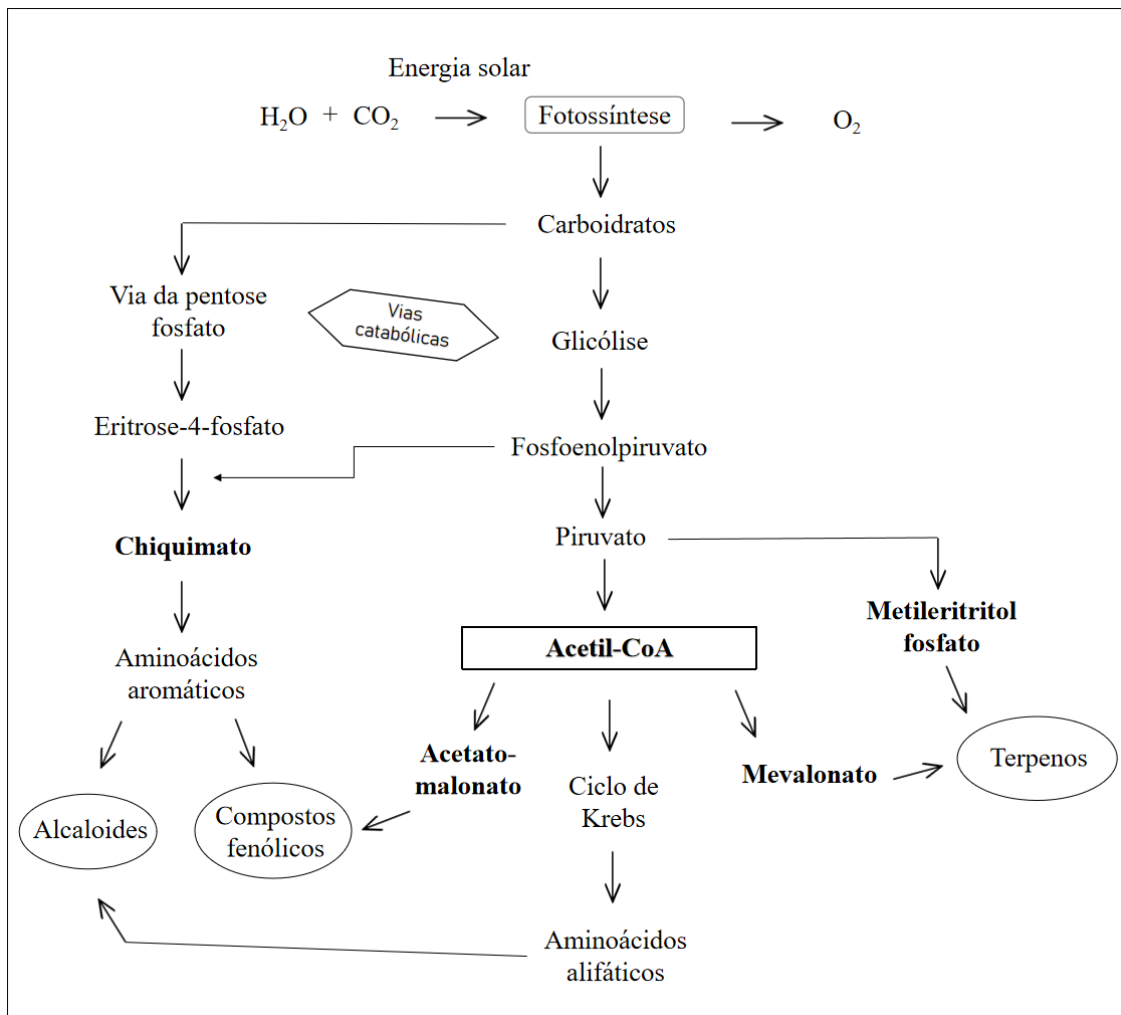 Energia solar
H₂O + CO₂
Fotossíntese
O₂
Carboidratos
Via da pentose
fosfato
Vias
catabólicas
Glicólise
Eritrose-4-fosfato
Fosfoenolpiruvato
Chiquimato
Piruvato
Metileritritol
fosfato
Acetil-CoA
Aminoácidos
aromáticos
Acetato-
malonato
Ciclo de
Krebs
Mevalonato
Terpenos
Alcaloides
Compostos
fenólicos
Aminoácidos
alifáticos